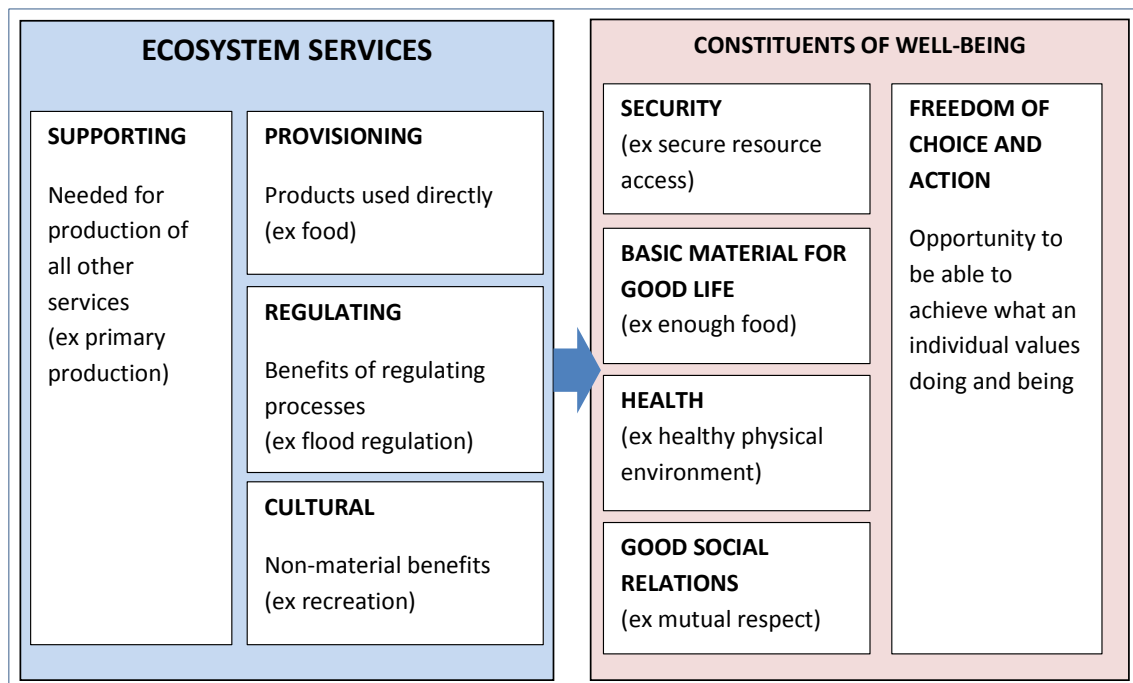 ECOSYSTEM SERVICES
SUPPORTING
Needed for
production of
all other
services
(ex primary
production)
PROVISIONING
Products used directly
(ex food)
REGULATING
Benefits of regulating
processes
(ex flood regulation)
CULTURAL
Non-material benefits
(ex recreation)
CONSTITUENTS OF WELL-BEING
SECURITY
(ex secure resource
access)
BASIC MATERIAL FOR
GOOD LIFE
(ex enough food)
HEALTH
(ex healthy physical
environment)
GOOD SOCIAL
RELATIONS
(ex mutual respect)
FREEDOM OF
CHOICE AND
ACTION
Opportunity to
be able to
achieve what an
individual values
doing and being